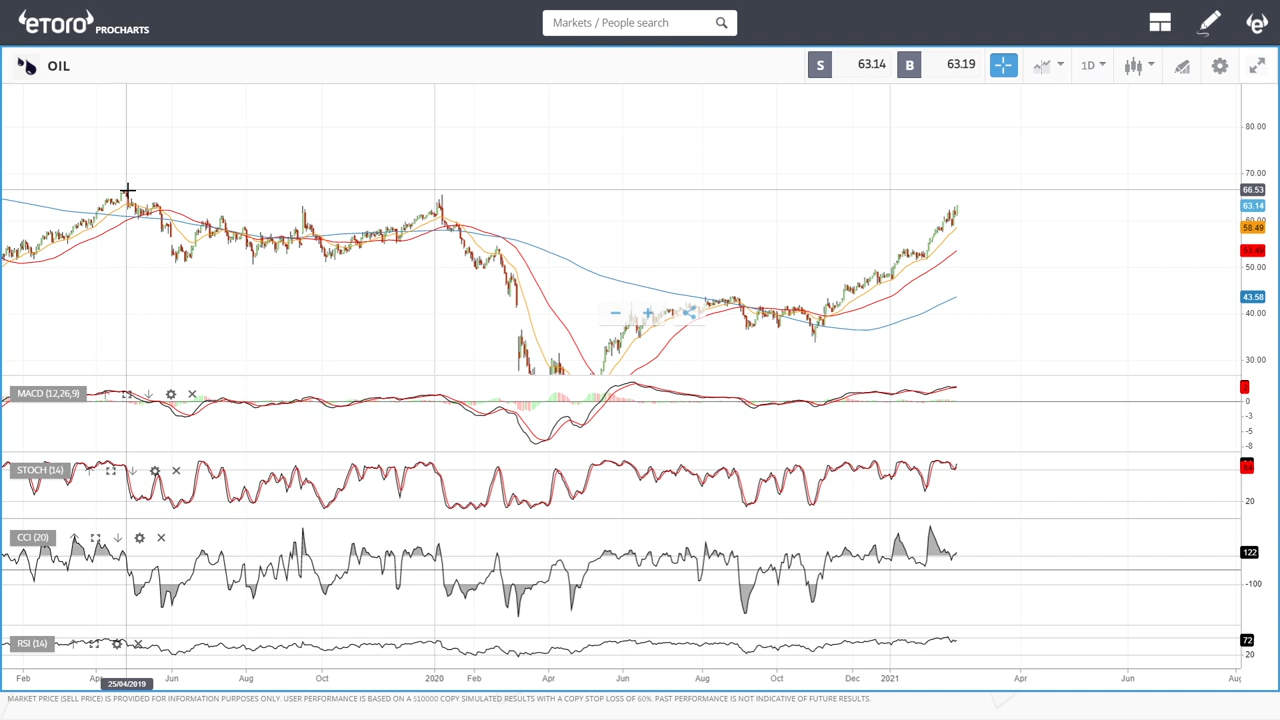 eToro PROCHARTS
Markets / People search
OIL
S 63.14 B 63.19 1D
80.00
70.00
66.53
63.14
60.00
58.49
50.00
43.58
40.00
30.00
MACD (12,26,9)
0
-3
-5
-8
STOCH (14)
20
CCI (20)
122
-100
RSI (14)
72
20
Feb Apr Jun Aug Oct 2020 Feb Apr Jun Aug Oct Dec 2021 Apr Jun Aug
25/04/2019
MARKET PRICE (SELL PRICE) IS PROVIDED FOR INFORMATION PURPOSES ONLY. USER PERFORMANCE IS BASED ON A $10000 COPY SIMULATED RESULTS WITH A COPY STOP LOSS OF 60%. PAST PERFORMANCE IS NOT INDICATIVE OF FUTURE RESULTS.